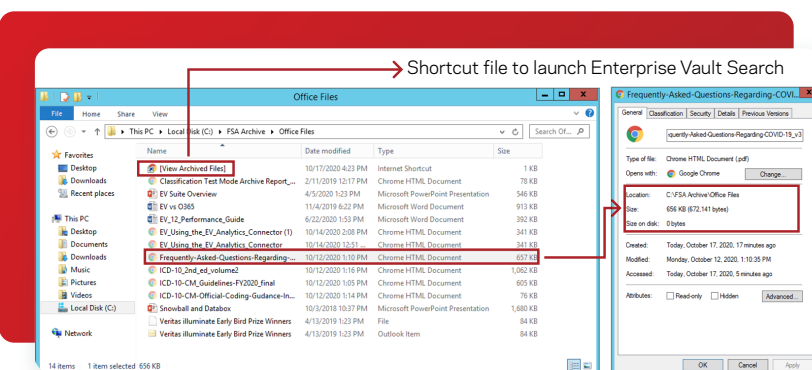 Shortcut file to launch Enterprise Vault Search
Office Files
File Home Share View
This PC ▸ Local Disk (C:) ▸ FSA Archive ▸ Office Files
Search Of...
Name Date modified Type Size
Favorites
Desktop
Downloads
Recent places
This PC
Desktop
Documents
Downloads
Music
Pictures
Videos
Local Disk (C:)
Network
[View Archived Files] 10/17/2020 4:23 PM Internet Shortcut 1 KB
Classification Test Mode Archive Report_... 2/11/2019 12:17 PM Chrome HTML Document 78 KB
EV Suite Overview 4/5/2020 1:23 PM Microsoft PowerPoint Presentation 546 KB
EV vs O365 11/4/2019 6:22 PM Microsoft Word Document 913 KB
EV_12_Performance_Guide 6/22/2020 1:53 PM Microsoft Word Document 392 KB
EV_Using_the_EV_Analytics_Connector (1) 10/14/2020 2:08 PM Chrome HTML Document 341 KB
EV_Using_the_EV_Analytics_Connector 10/14/2020 12:51 ... Chrome HTML Document 341 KB
Frequently-Asked-Questions-Regarding-... 10/12/2020 1:10 PM Chrome HTML Document 657 KB
ICD-10_2nd_ed_volume2 10/12/2020 1:16 PM Chrome HTML Document 1,062 KB
ICD-10-CM_Guidelines-FY2020_final 10/12/2020 1:05 PM Chrome HTML Document 605 KB
ICD-10-CM-Official-Coding-Gudance-In... 10/12/2020 1:14 PM Chrome HTML Document 76 KB
Snowball and Databox 10/3/2018 10:37 PM Microsoft PowerPoint Presentation 1,680 KB
Veritas illuminate Early Bird Prize Winners 4/13/2019 1:23 PM File 84 KB
Veritas illuminate Early Bird Prize Winners 4/13/2019 1:23 PM Outlook Item 84 KB
14 items 1 item selected 656 KB
Frequently-Asked-Questions-Regarding-COVI...
General Classification Security Details Previous Versions
quently-Asked-Questions-Regarding-COVID-19_v3
Type of file: Chrome HTML Document (.pdf)
Opens with: Google Chrome Change...
Location: C:\FSA Archive\Office Files
Size: 656 KB (672,141 bytes)
Size on disk: 0 bytes
Created: Today, October 17, 2020, 17 minutes ago
Modified: Monday, October 12, 2020, 1:10:35 PM
Accessed: Today, October 17, 2020, 5 minutes ago
Attributes: Read-only Hidden Advanced...
OK Cancel Apply